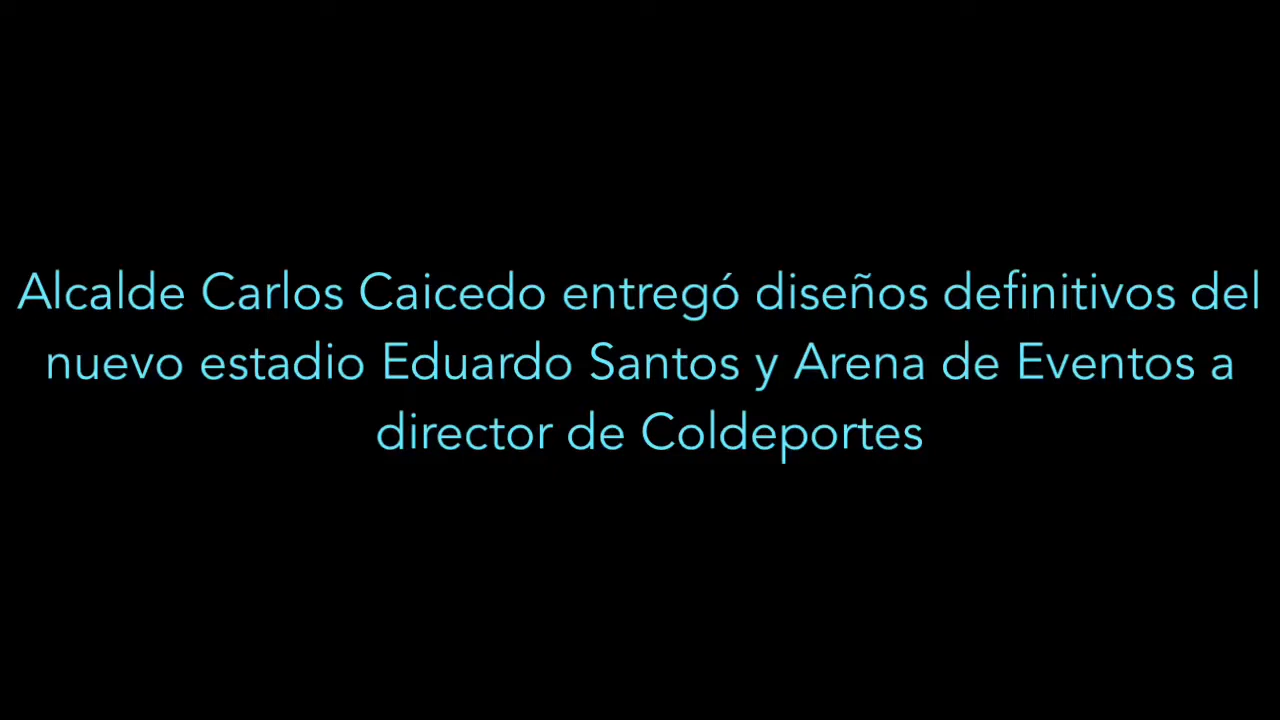 Alcalde Carlos Caicedo entregó diseños definitivos del
nuevo estadio Eduardo Santos y Arena de Eventos a
director de Coldeportes